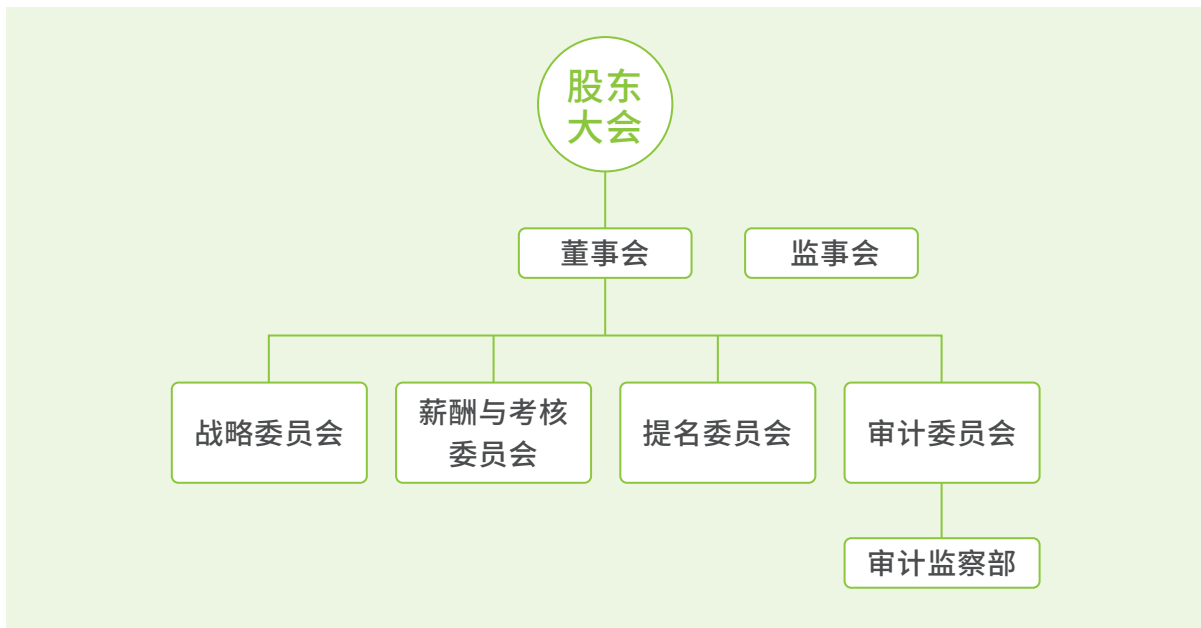 股东
大会
董事会
监事会
战略委员会
薪酬与考核
委员会
提名委员会
审计委员会
审计监察部